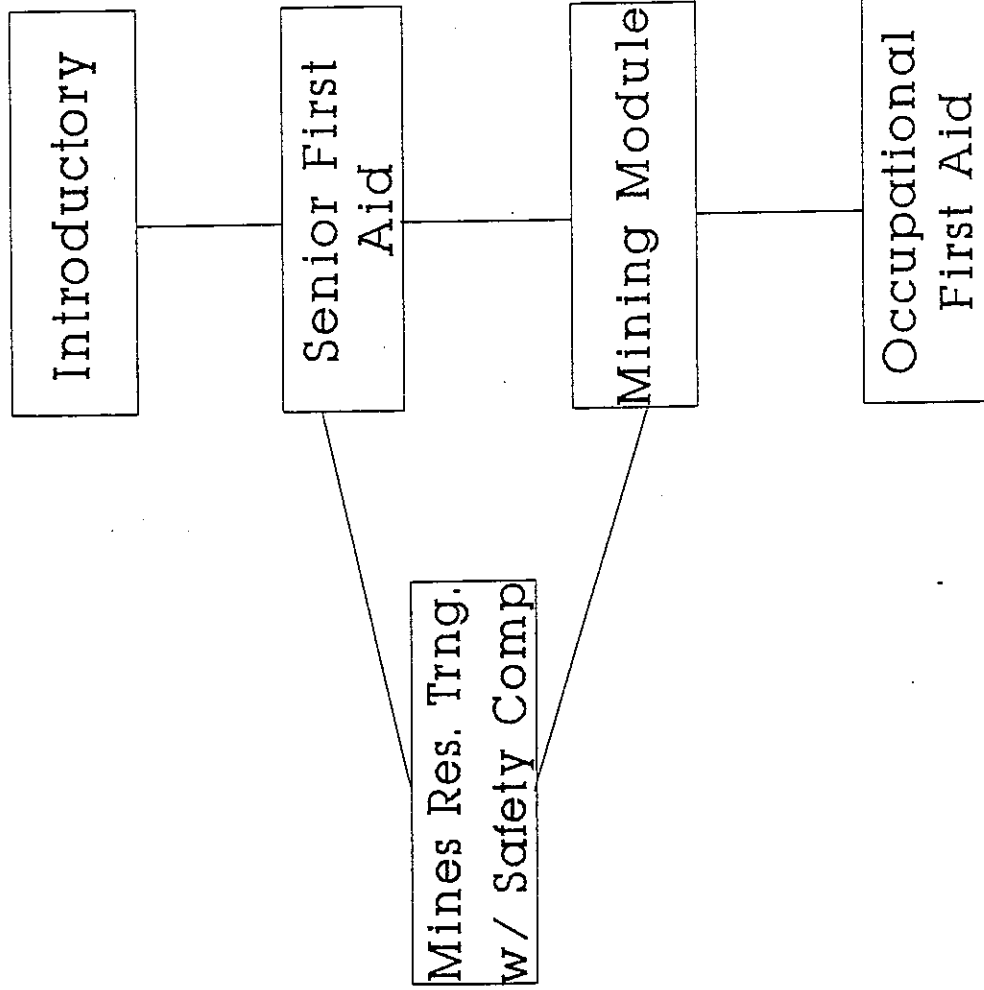 Introductory
Senior First
Aid
Mines Res. Trng.
w/ Safety Comp
Mining Module
Occupational
First Aid